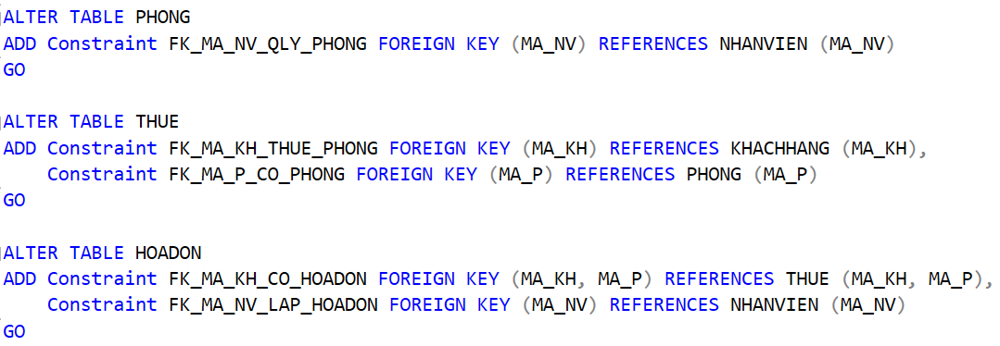 ALTER TABLE PHONG
ADD Constraint FK_MA_NV_QLY_PHONG FOREIGN KEY (MA_NV) REFERENCES NHANVIEN (MA_NV)
GO
ALTER TABLE THUE
ADD Constraint FK_MA_KH_THUE_PHONG FOREIGN KEY (MA_KH) REFERENCES KHACHHANG (MA_KH),
    Constraint FK_MA_P_CO_PHONG FOREIGN KEY (MA_P) REFERENCES PHONG (MA_P)
GO
ALTER TABLE HOADON
ADD Constraint FK_MA_KH_CO_HOADON FOREIGN KEY (MA_KH, MA_P) REFERENCES THUE (MA_KH, MA_P),
    Constraint FK_MA_NV_LAP_HOADON FOREIGN KEY (MA_NV) REFERENCES NHANVIEN (MA_NV)
GO